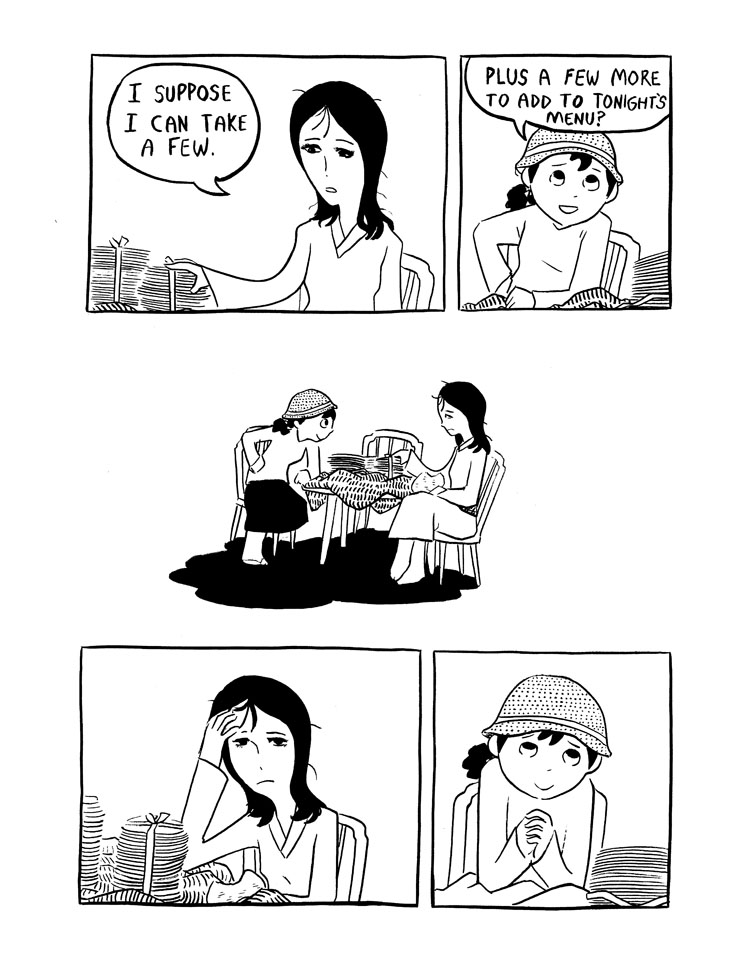 I SUPPOSE
I CAN TAKE
A FEW.
PLUS A FEW MORE
TO ADD TO TONIGHT'S
MENU?